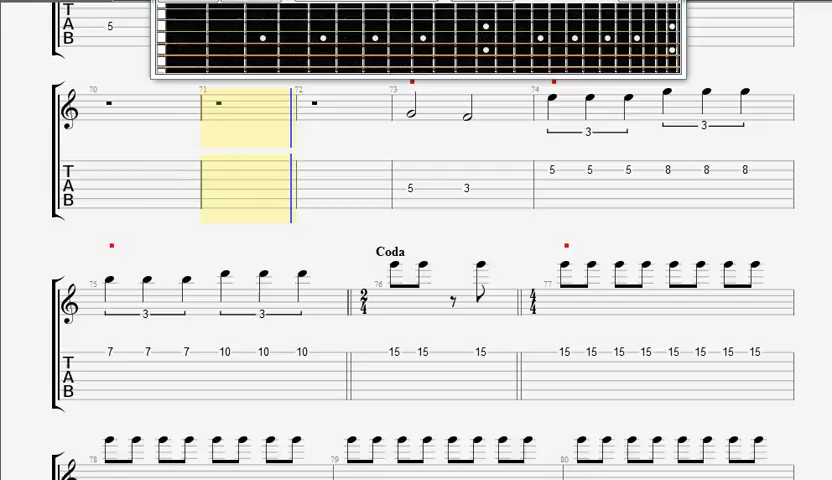 T
A 5
B
70 71 72 73 74
3 3
T 5 5 5 8 8 8
A 5 3
B
Coda
75 76 77
3 3 2 4 4 4
7 7 7 10 10 10 15 15 15 15 15 15 15 15 15 15 15
T
A
B
78 79 80